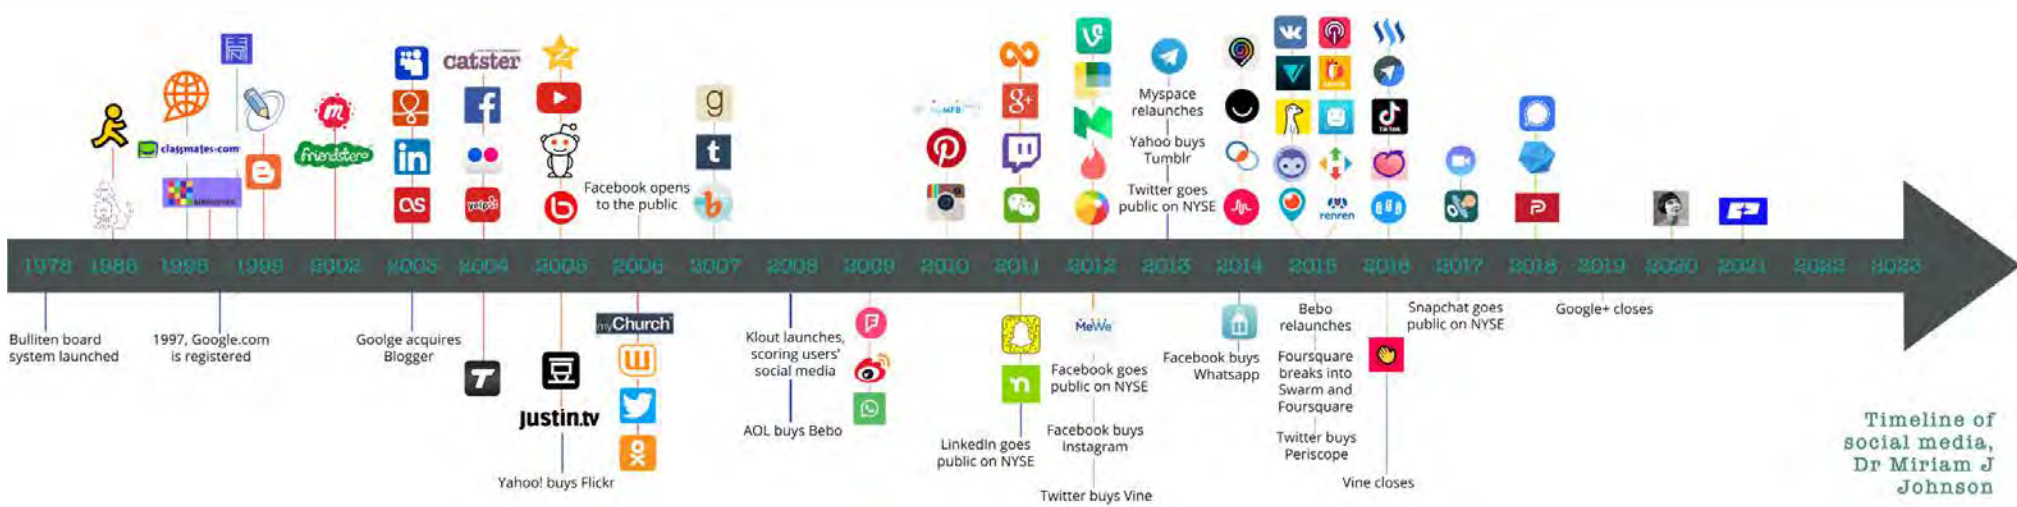 catster
classmates.com
friendster
in
as
f
yelp
g
t
b
Facebook opens
to the public
g+
Myspace
relaunches
Yahoo buys
Tumblr
Twitter goes
public on NYSE
renren
1978 1986 1995 1999 2002 2003 2004 2005 2006 2007 2008 2009 2010 2011 2012 2013 2014 2015 2016 2017 2018 2019 2020 2021 2022 2023
Bulliten board
system launched
1997, Google.com
is registered
Goolge acquires
Blogger
T
豆
Justin.tv
Yahoo! buys Flickr
myChurch
Klout launches,
scoring users'
social media
AOL buys Bebo
LinkedIn goes
public on NYSE
MeWe
Facebook goes
public on NYSE
Facebook buys
Instagram
Twitter buys Vine
Facebook buys
Whatsapp
Bebo
relaunches
Foursquare
breaks into
Swarm and
Foursquare
Twitter buys
Periscope
Vine closes
Snapchat goes
public on NYSE
Google+ closes
Timeline of
social media,
Dr Miriam J
Johnson